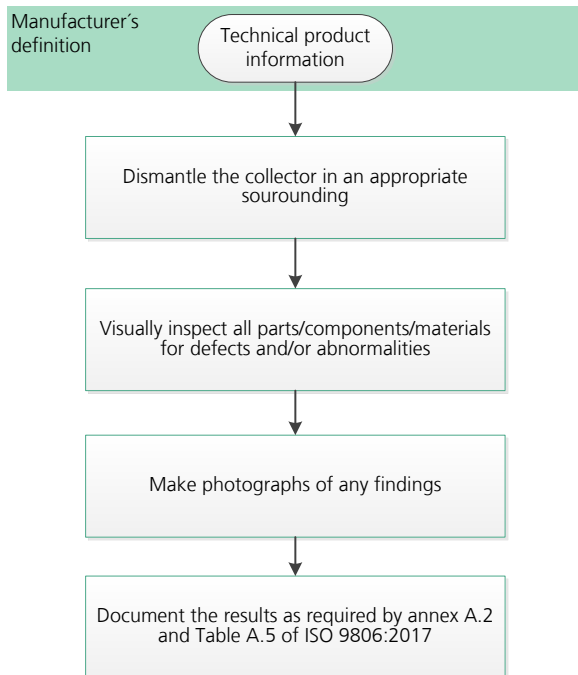 Manufacturer´s
definition
Technical product
information
Dismantle the collector in an appropriate
sourounding
Visually inspect all parts/components/materials
for defects and/or abnormalities
Make photographs of any findings
Document the results as required by annex A.2
and Table A.5 of ISO 9806:2017